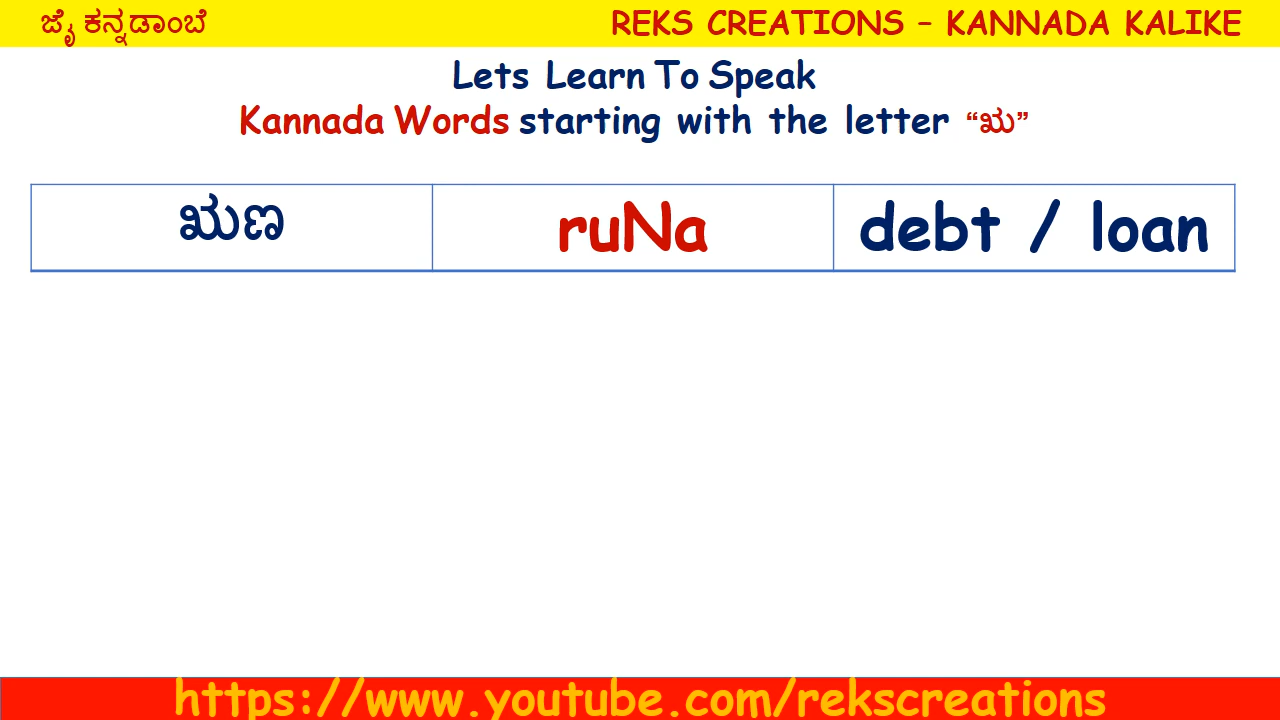 ಜೈ ಕನ್ನಡಾಂಬೆ REKS CREATIONS – KANNADA KALIKE
Lets Learn To Speak
Kannada Words starting with the letter “ಋ”
ಋಣ ruNa debt / loan
https://www.youtube.com/rekscreations